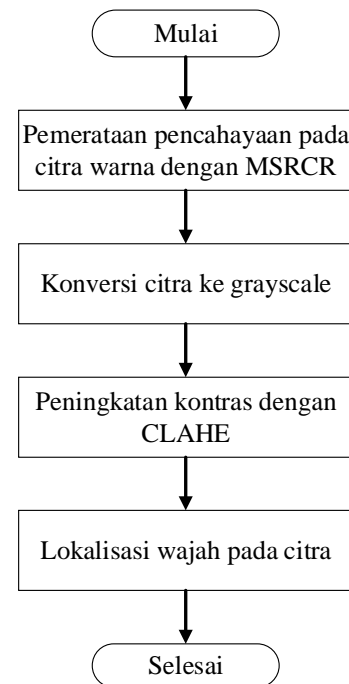 Mulai
Pemerataan pencahayaan pada
citra warna dengan MSRCR
Konversi citra ke grayscale
Peningkatan kontras dengan
CLAHE
Lokalisasi wajah pada citra
Selesai